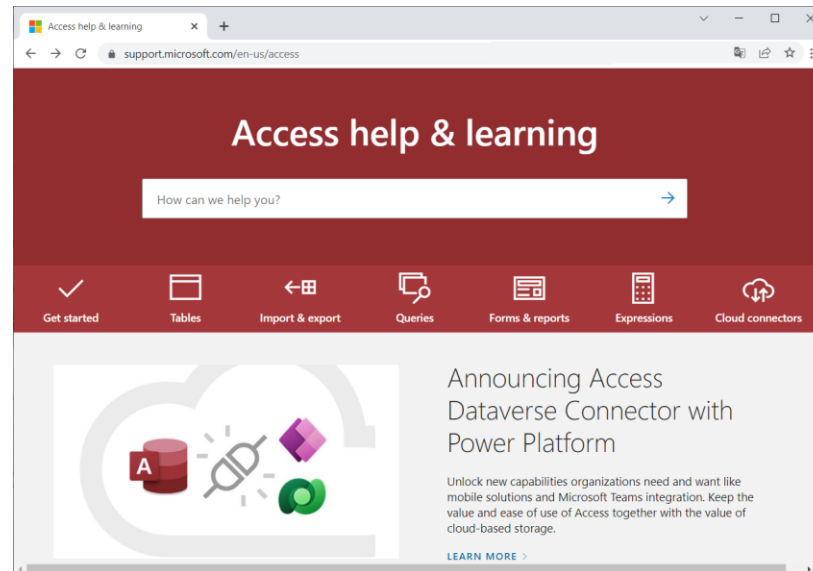 Access help & learning
support.microsoft.com/en-us/access
Access help & learning
How can we help you?
Get started
Tables
Import & export
Queries
Forms & reports
Expressions
Cloud connectors
A
Announcing Access
Dataverse Connector with
Power Platform
Unlock new capabilities organizations need and want like
mobile solutions and Microsoft Teams integration. Keep the
value and ease of use of Access together with the value of
cloud-based storage.
LEARN MORE >